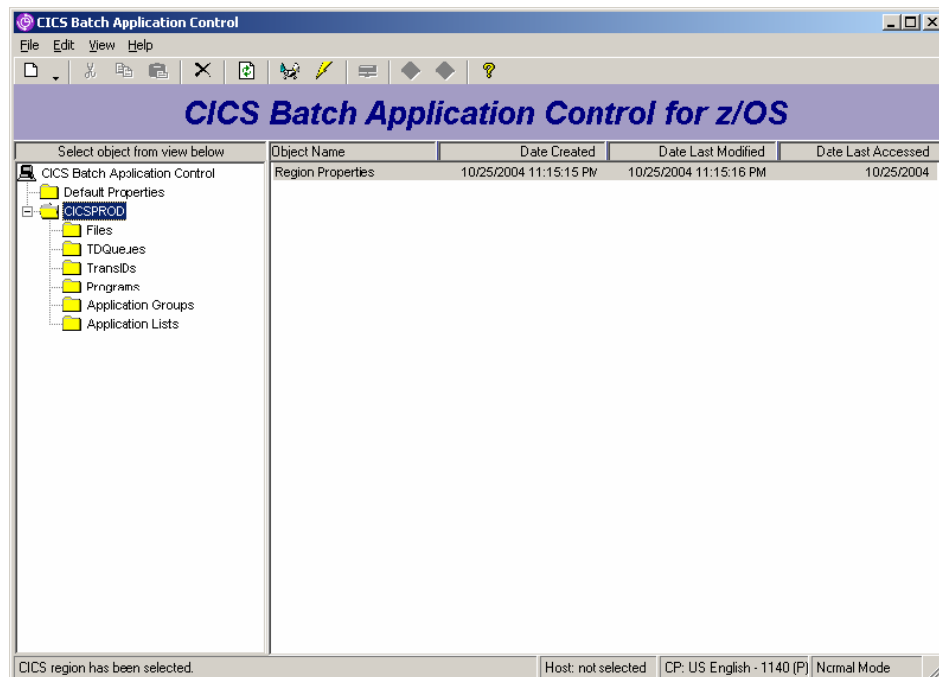 CICS Batch Application Control
File Edit View Help
CICS Batch Application Control for z/OS
Select object from view below
Object Name Date Created Date Last Modified Date Last Accessed
CICS Batch Application Control
Region Properties 10/25/2004 11:15:15 PM 10/25/2004 11:15:16 PM 10/25/2004
Default Properties
CICSPROD
Files
TDQueues
TransIDs
Programs
Application Groups
Application Lists
CICS region has been selected.
Host: not selected
CP: US English - 1140 (P)
Normal Mode